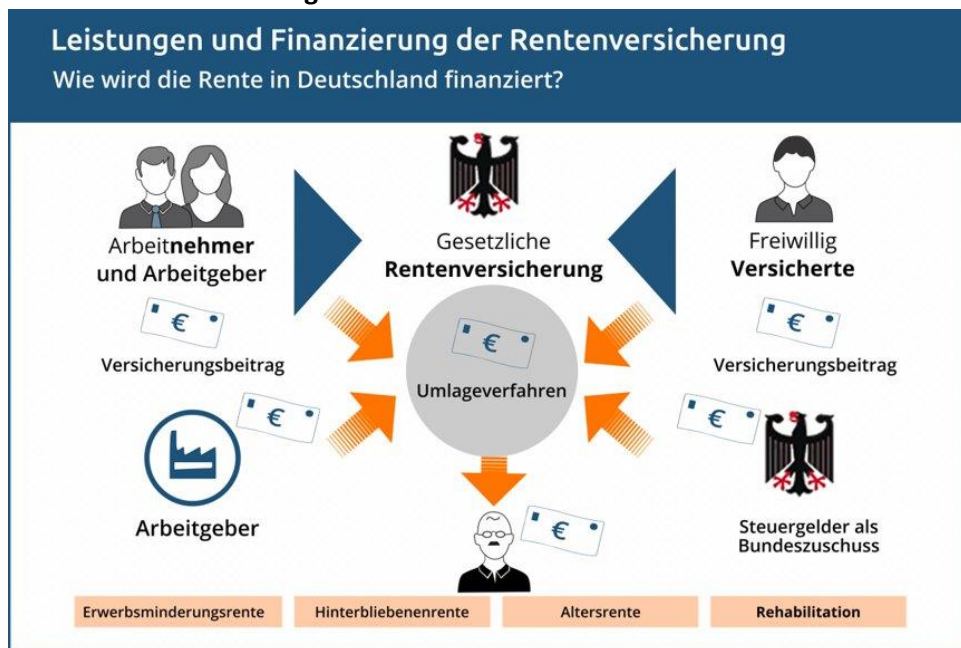 Leistungen und Finanzierung der Rentenversicherung
Wie wird die Rente in Deutschland finanziert?
Arbeitnehmer
und Arbeitgeber
Gesetzliche
Rentenversicherung
Freiwillig
Versicherte
€
Versicherungsbeitrag
€
Umlageverfahren
€
Versicherungsbeitrag
€
Arbeitgeber
€
Steuergelder als
Bundeszuschuss
€
Erwerbsminderungsrente
Hinterbliebenenrente
Altersrente
Rehabilitation